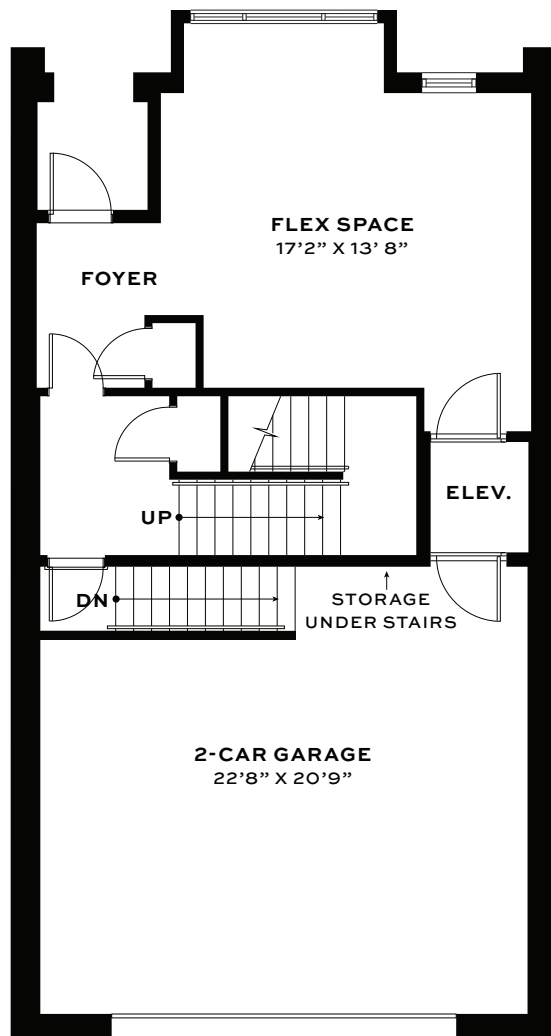 FLEX SPACE
17’2” X 13’ 8”
FOYER
ELEV.
UP
DN
STORAGE
UNDER STAIRS
2-CAR GARAGE
22’8” X 20’9”